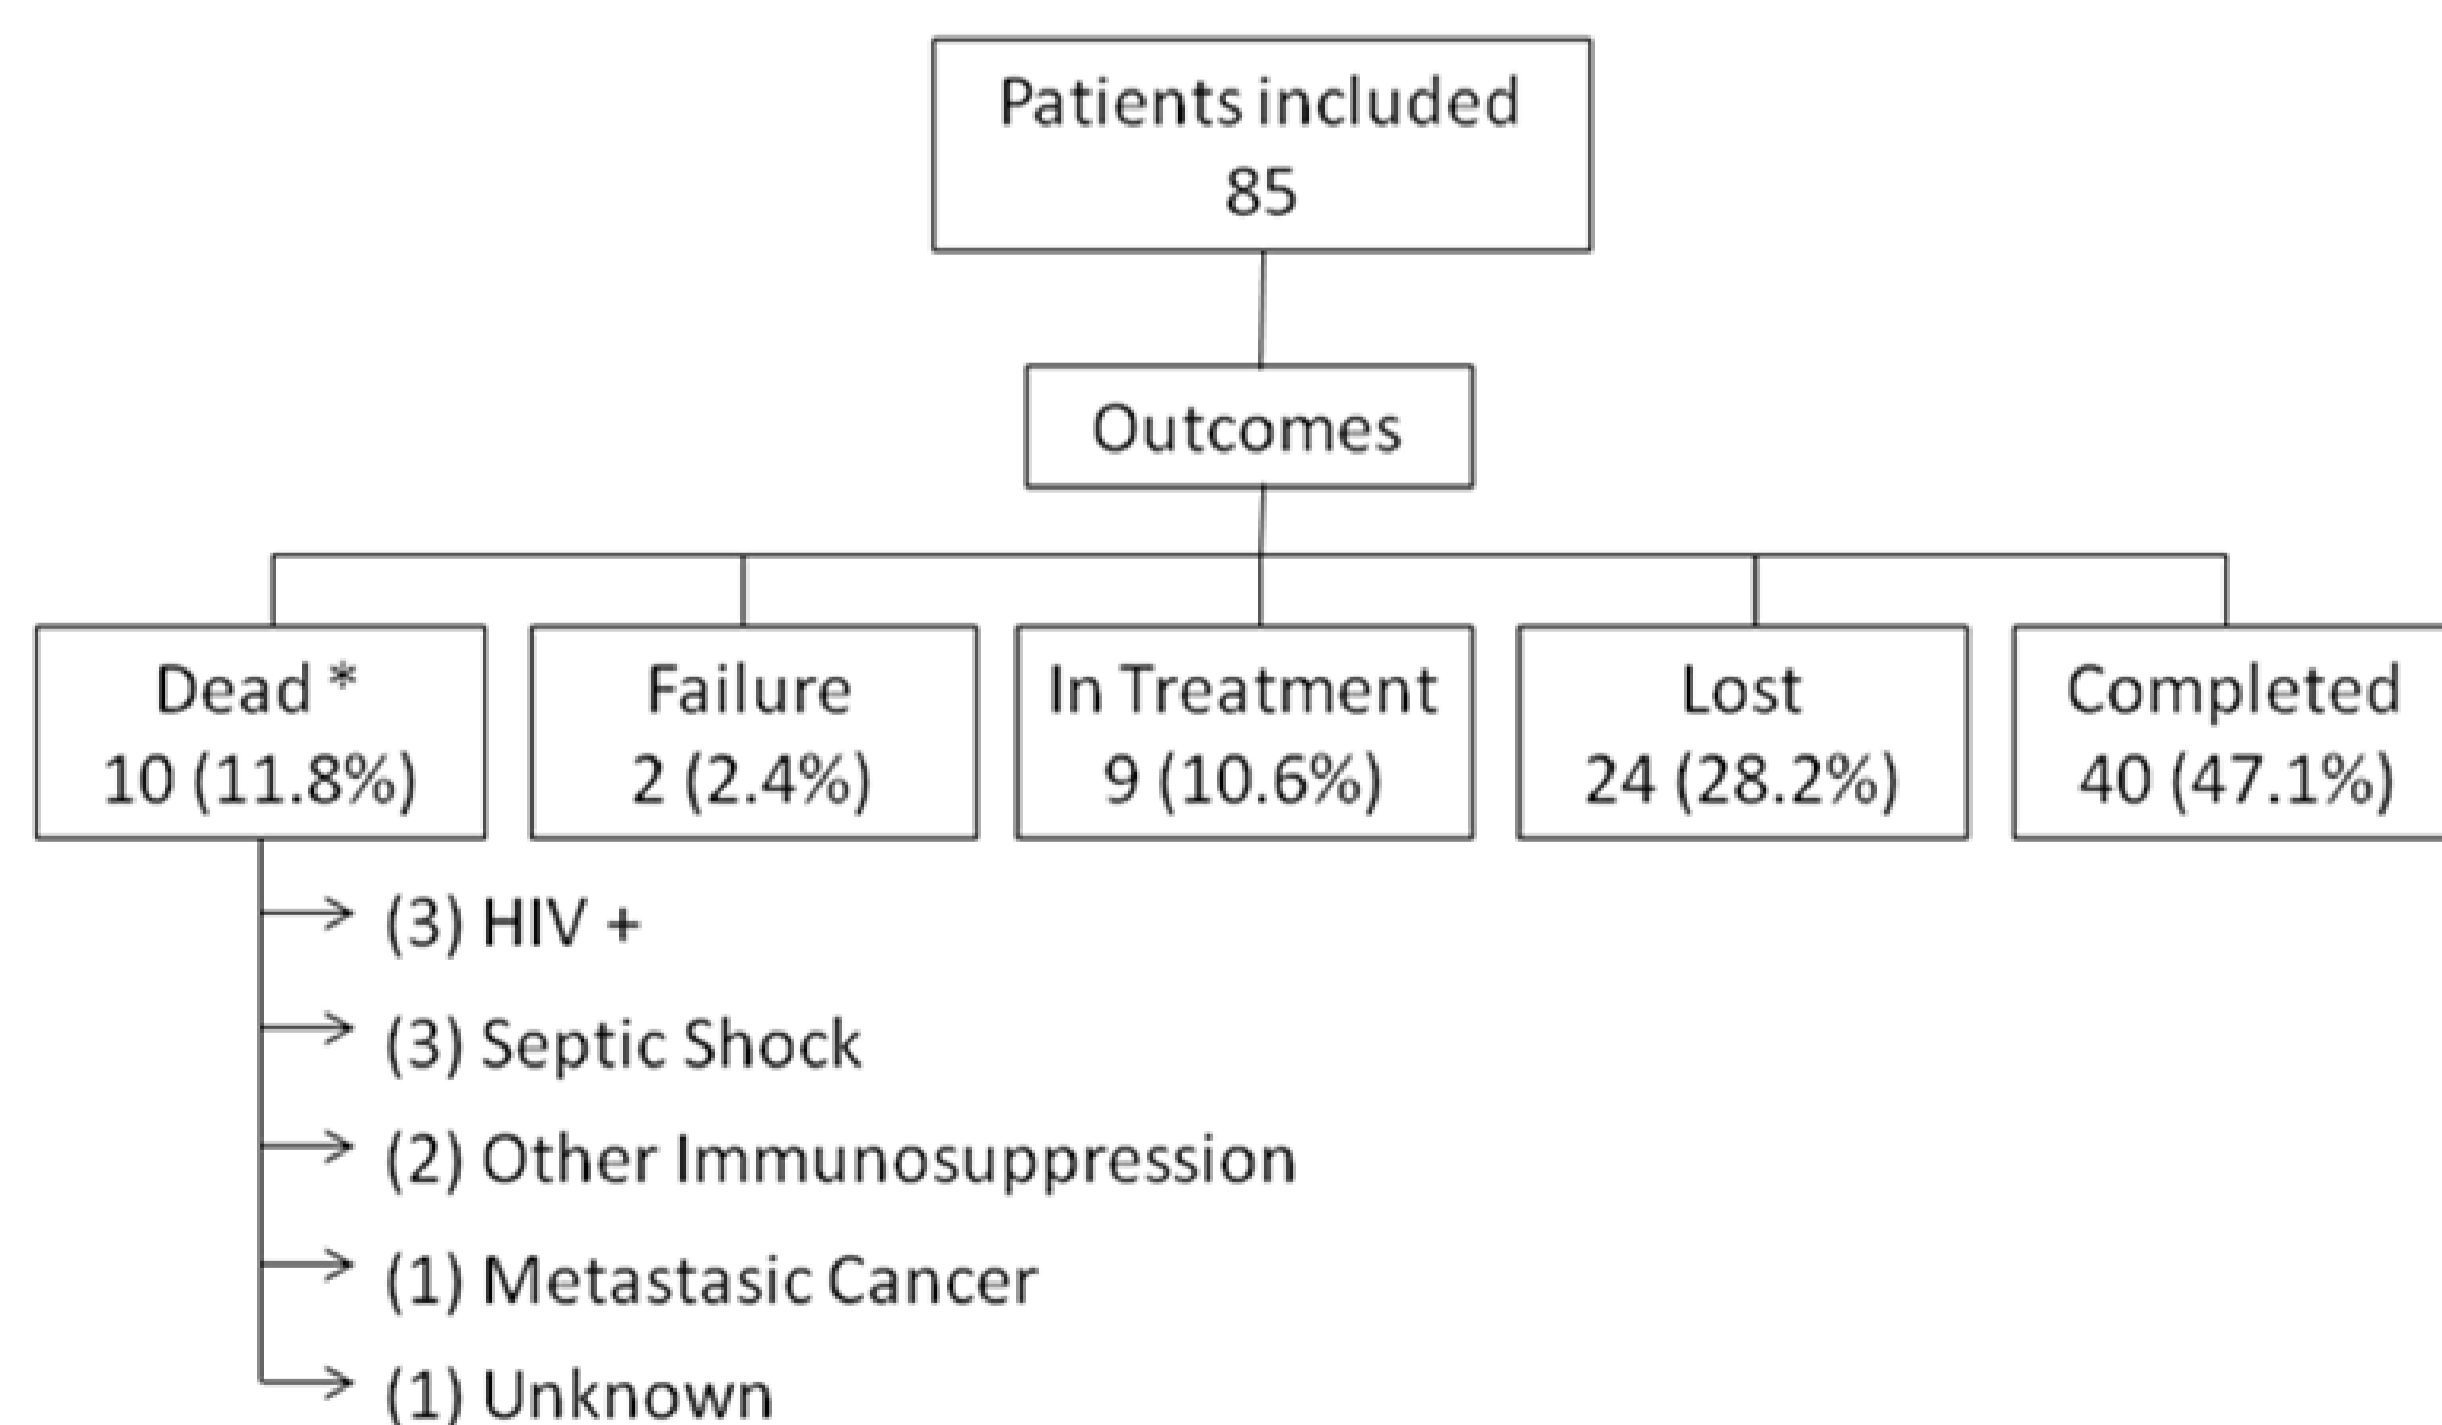 Patients included
85
Outcomes
Dead *
10 (11.8%)
Failure
2 (2.4%)
In Treatment
9 (10.6%)
Lost
24 (28.2%)
Completed
40 (47.1%)
(3) HIV +
(3) Septic Shock
(2) Other Immunosuppression
(1) Metastasic Cancer
(1) Unknown